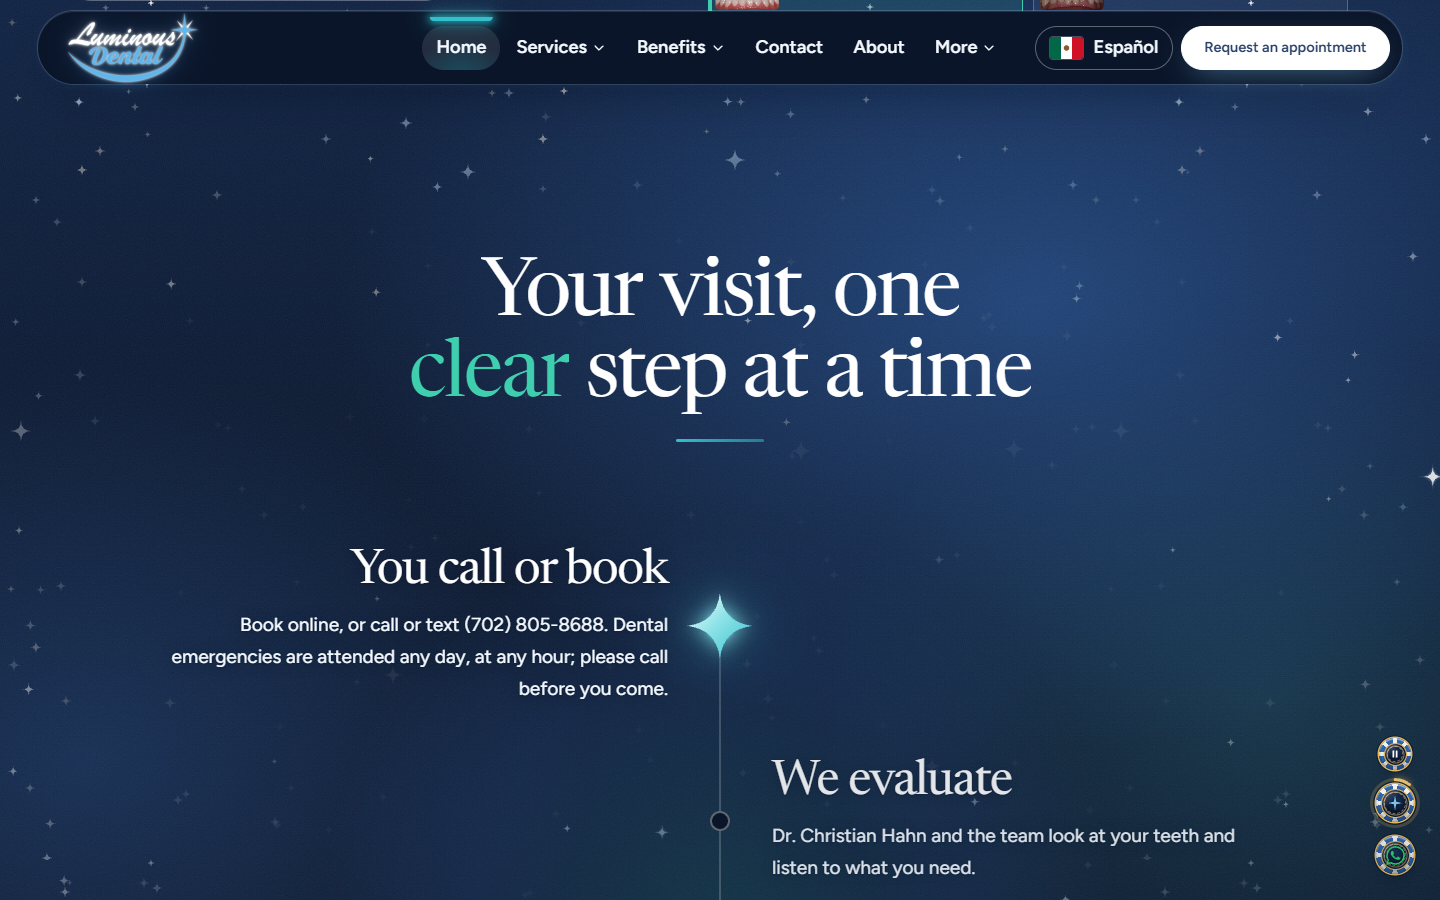 Luminous
Dental
Home
Services
Benefits
Contact
About
More
Español
Request an appointment
Your visit, one
clear step at a time
You call or book
Book online, or call or text (702) 805-8688. Dental
emergencies are attended any day, at any hour; please call
before you come.
We evaluate
Dr. Christian Hahn and the team look at your teeth and
listen to what you need.